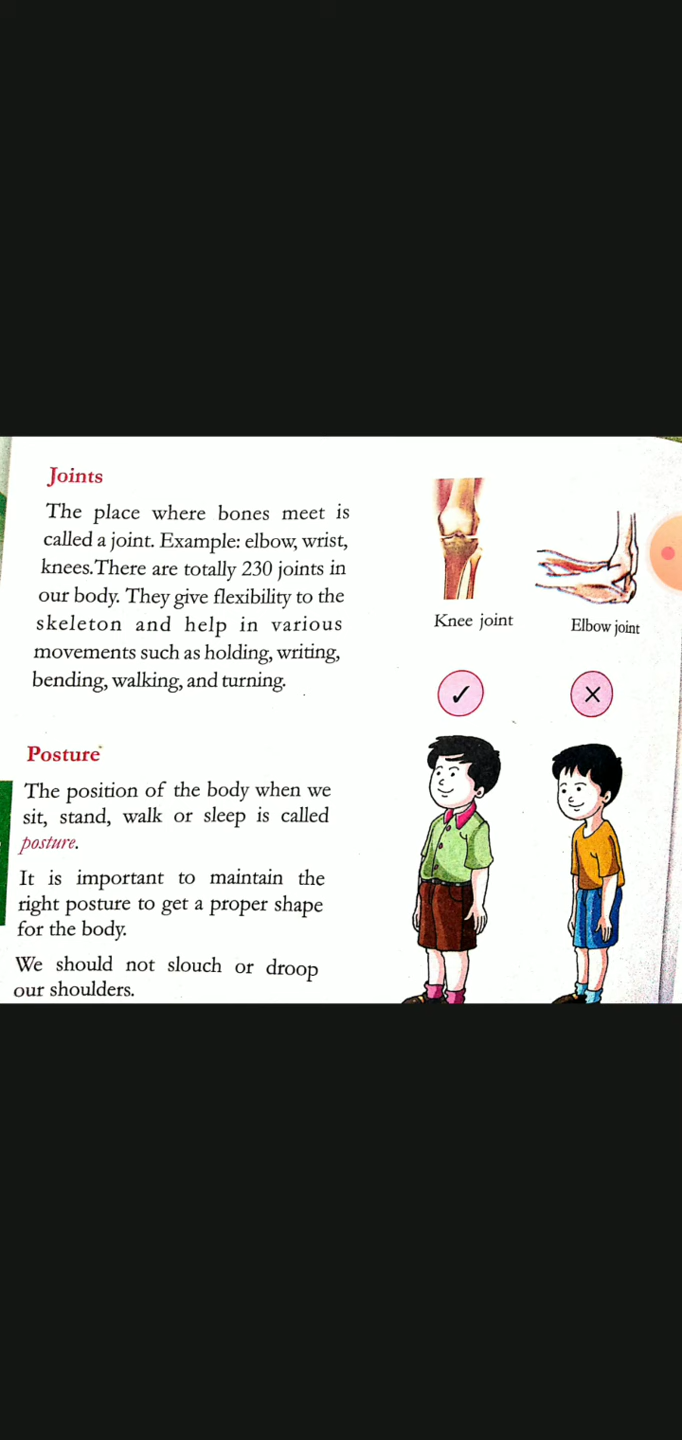 Joints
The place where bones meet is
called a joint. Example: elbow, wrist,
knees.There are totally 230 joints in
our body. They give flexibility to the
skeleton and help in various
movements such as holding, writing,
bending, walking, and turning.
Knee joint
Elbow joint
Posture
The position of the body when we
sit, stand, walk or sleep is called
posture.
It is important to maintain the
right posture to get a proper shape
for the body.
We should not slouch or droop
our shoulders.